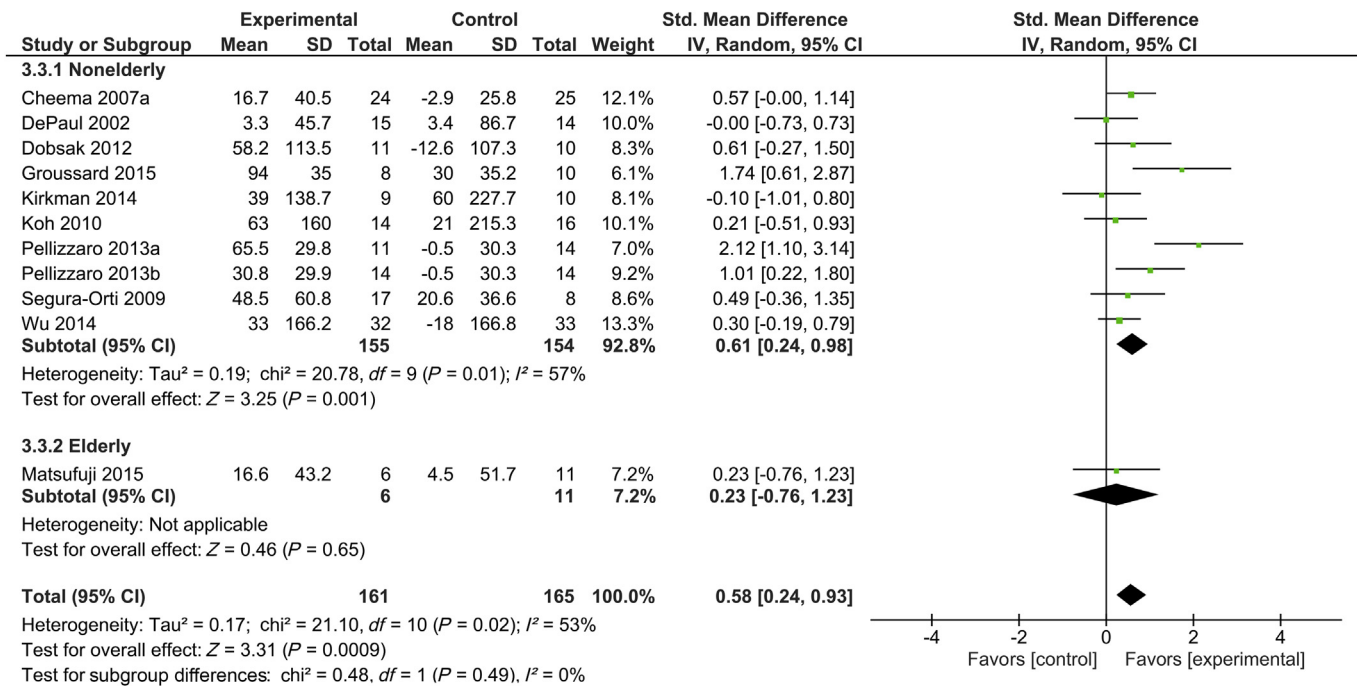 Experimental Control Std. Mean Difference Std. Mean Difference
Study or Subgroup Mean SD Total Mean SD Total Weight IV, Random, 95% CI IV, Random, 95% CI
3.3.1 Nonelderly
Cheema 2007a 16.7 40.5 24 -2.9 25.8 25 12.1% 0.57 [-0.00, 1.14]
DePaul 2002 3.3 45.7 15 3.4 86.7 14 10.0% -0.00 [-0.73, 0.73]
Dobsak 2012 58.2 113.5 11 -12.6 107.3 10 8.3% 0.61 [-0.27, 1.50]
Groussard 2015 94 35 8 30 35.2 10 6.1% 1.74 [0.61, 2.87]
Kirkman 2014 39 138.7 9 60 227.7 10 8.1% -0.10 [-1.01, 0.80]
Koh 2010 63 160 14 21 215.3 16 10.1% 0.21 [-0.51, 0.93]
Pellizzaro 2013a 65.5 29.8 11 -0.5 30.3 14 7.0% 2.12 [1.10, 3.14]
Pellizzaro 2013b 30.8 29.9 14 -0.5 30.3 14 9.2% 1.01 [0.22, 1.80]
Segura-Orti 2009 48.5 60.8 17 20.6 36.6 8 8.6% 0.49 [-0.36, 1.35]
Wu 2014 33 166.2 32 -18 166.8 33 13.3% 0.30 [-0.19, 0.79]
Subtotal (95% CI) 155 154 92.8% 0.61 [0.24, 0.98]
Heterogeneity: Tau² = 0.19; chi² = 20.78, df = 9 (P = 0.01); I² = 57%
Test for overall effect: Z = 3.25 (P = 0.001)
3.3.2 Elderly
Matsufuji 2015 16.6 43.2 6 4.5 51.7 11 7.2% 0.23 [-0.76, 1.23]
Subtotal (95% CI) 6 11 7.2% 0.23 [-0.76, 1.23]
Heterogeneity: Not applicable
Test for overall effect: Z = 0.46 (P = 0.65)
Total (95% CI) 161 165 100.0% 0.58 [0.24, 0.93]
Heterogeneity: Tau² = 0.17; chi² = 21.10, df = 10 (P = 0.02); I² = 53%
Test for overall effect: Z = 3.31 (P = 0.0009)
Test for subgroup differences: chi² = 0.48, df = 1 (P = 0.49), I² = 0%
-4 -2 0 2 4
Favors [control] Favors [experimental]